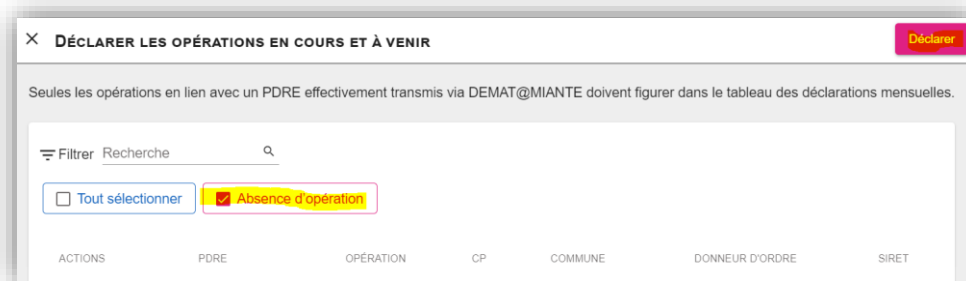 DÉCLARER LES OPÉRATIONS EN COURS ET À VENIR
Déclarer
Seules les opérations en lien avec un PDRE effectivement transmis via DEMAT@MIANTE doivent figurer dans le tableau des déclarations mensuelles.
Filtrer Recherche
Tout sélectionner Absence d'opération
ACTIONS PDRE OPÉRATION CP COMMUNE DONNEUR D'ORDRE SIRET